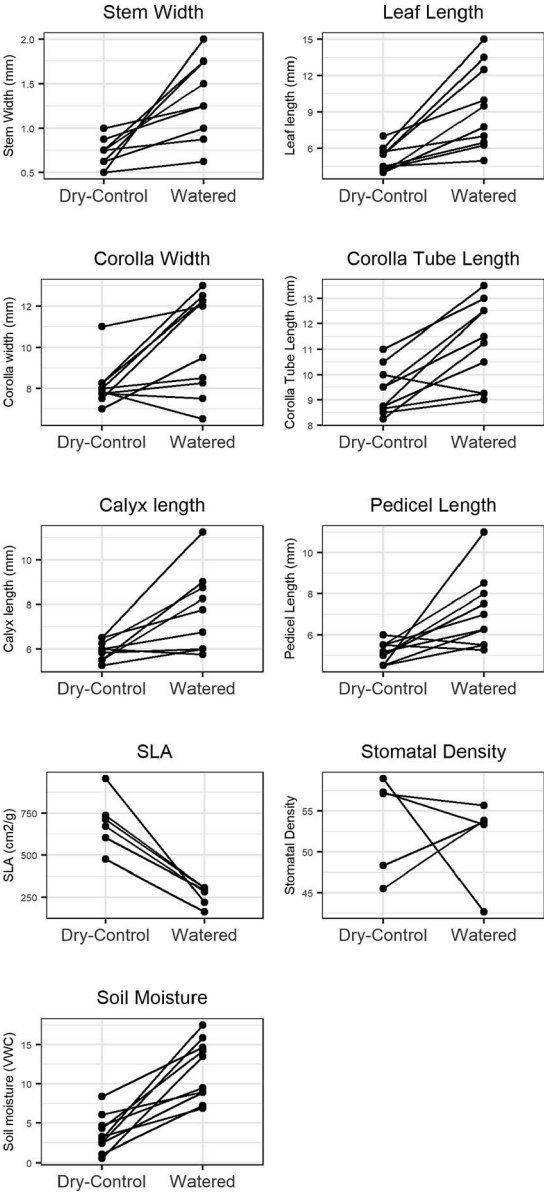 Stem Width
Stem Width (mm)
2.0
1.5
1.0
0.5
Dry-Control Watered
Leaf Length
Leaf length (mm)
15
12
9
6
Dry-Control Watered
Corolla Width
Corolla width (mm)
12
10
8
Dry-Control Watered
Corolla Tube Length
Corolla Tube Length (mm)
13
12
11
10
9
8
Dry-Control Watered
Calyx length
Calyx length (mm)
10
8
6
Dry-Control Watered
Pedicel Length
Pedicel Length (mm)
10
8
6
Dry-Control Watered
SLA
SLA (cm2/g)
750
500
250
Dry-Control Watered
Stomatal Density
Stomatal Density
55
50
45
Dry-Control Watered
Soil Moisture
Soil moisture (VWC)
15
10
5
0
Dry-Control Watered